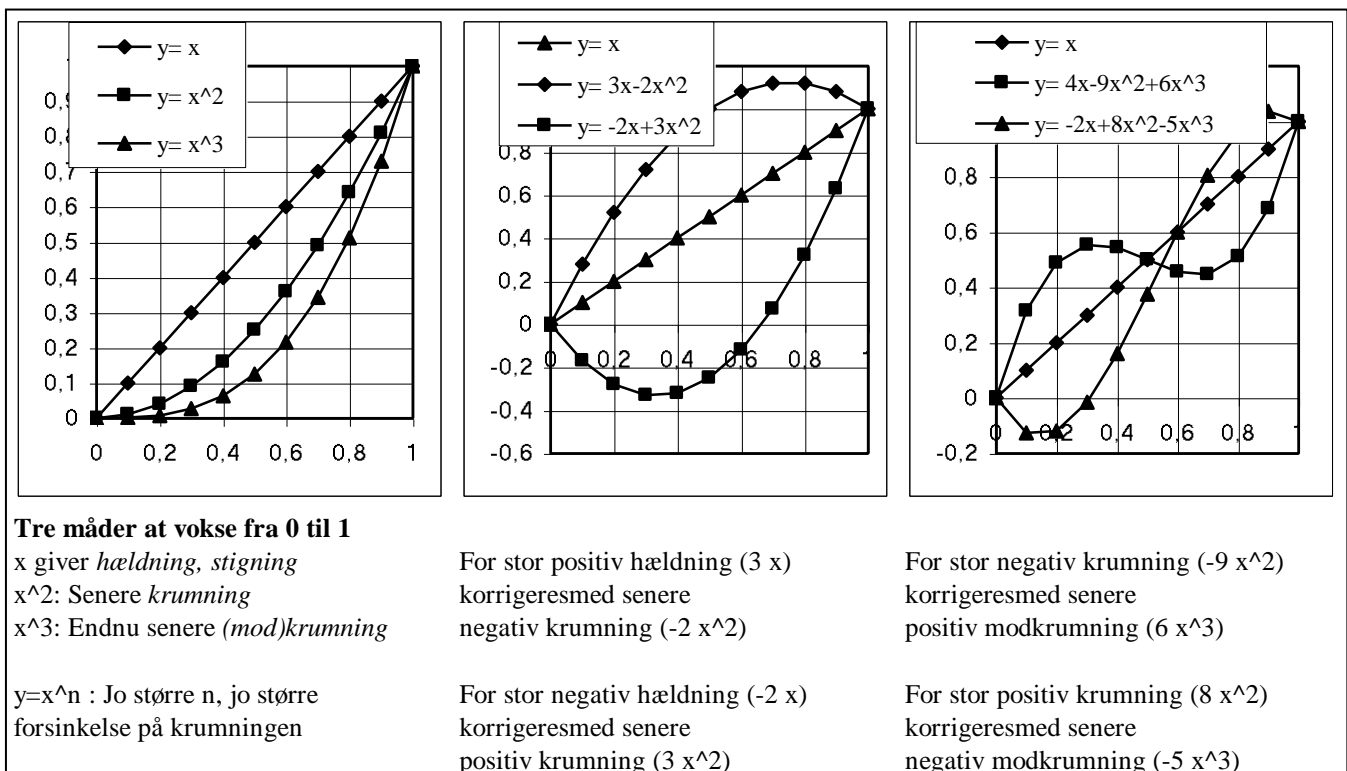 y= x
y= x^2
y= x^3
0,9
0,8
0,7
0,6
0,5
0,4
0,3
0,2
0,1
0
0 0,2 0,4 0,6 0,8 1
y= x
y= 3x-2x^2
y= -2x+3x^2
0,8
0,6
0,4
0,2
0
-0,2
-0,4
-0,6
0 0,2 0,4 0,6 0,8 1
y= x
y= 4x-9x^2+6x^3
y= -2x+8x^2-5x^3
0,8
0,6
0,4
0,2
0
-0,2
0 0,2 0,4 0,6 0,8 1
Tre måder at vokse fra 0 til 1
x giver hældning, stigning
x^2: Senere krumning
x^3: Endnu senere (mod)krumning
y=x^n : Jo større n, jo større
forsinkelse på krumningen
For stor positiv hældning (3 x)
korrigeresmed senere
negativ krumning (-2 x^2)
For stor negativ hældning (-2 x)
korrigeresmed senere
positiv krumning (3 x^2)
For stor negativ krumning (-9 x^2)
korrigeresmed senere
positiv modkrumning (6 x^3)
For stor positiv krumning (8 x^2)
korrigeresmed senere
negativ modkrumning (-5 x^3)